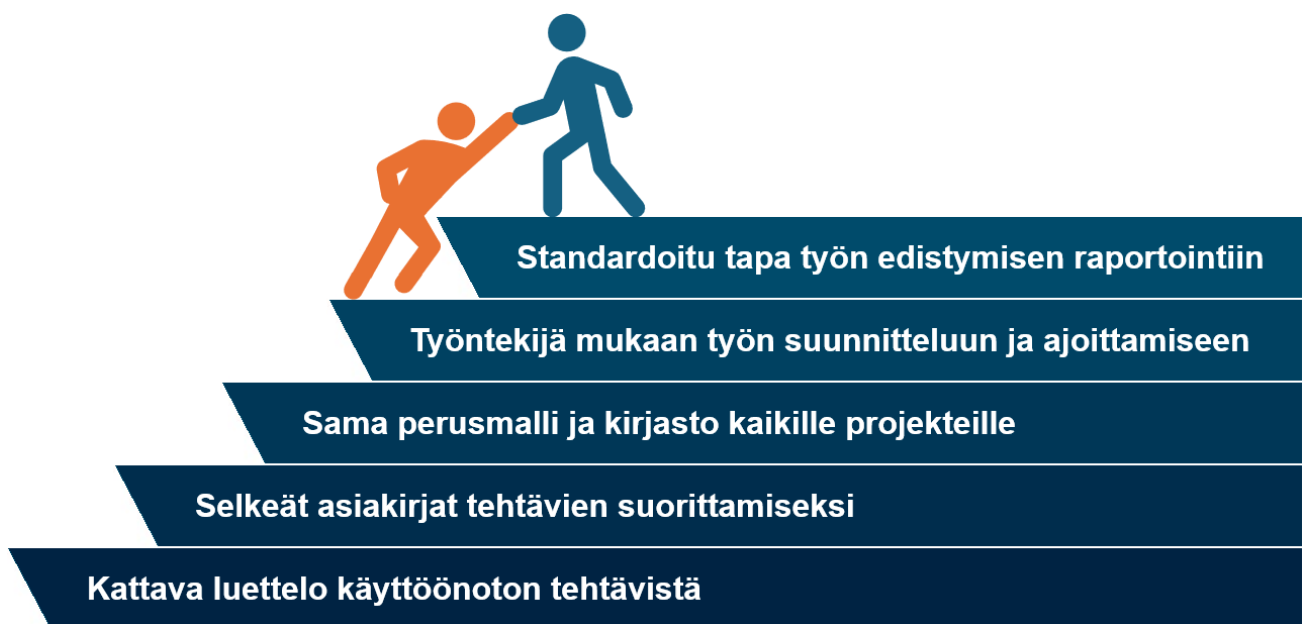 Standardoitu tapa työn edistymisen raportointiin
Työntekijä mukaan työn suunnitteluun ja ajoittamiseen
Sama perusmalli ja kirjasto kaikille projekteille
Selkeät asiakirjat tehtävien suorittamiseksi
Kattava luettelo käyttöönoton tehtävistä